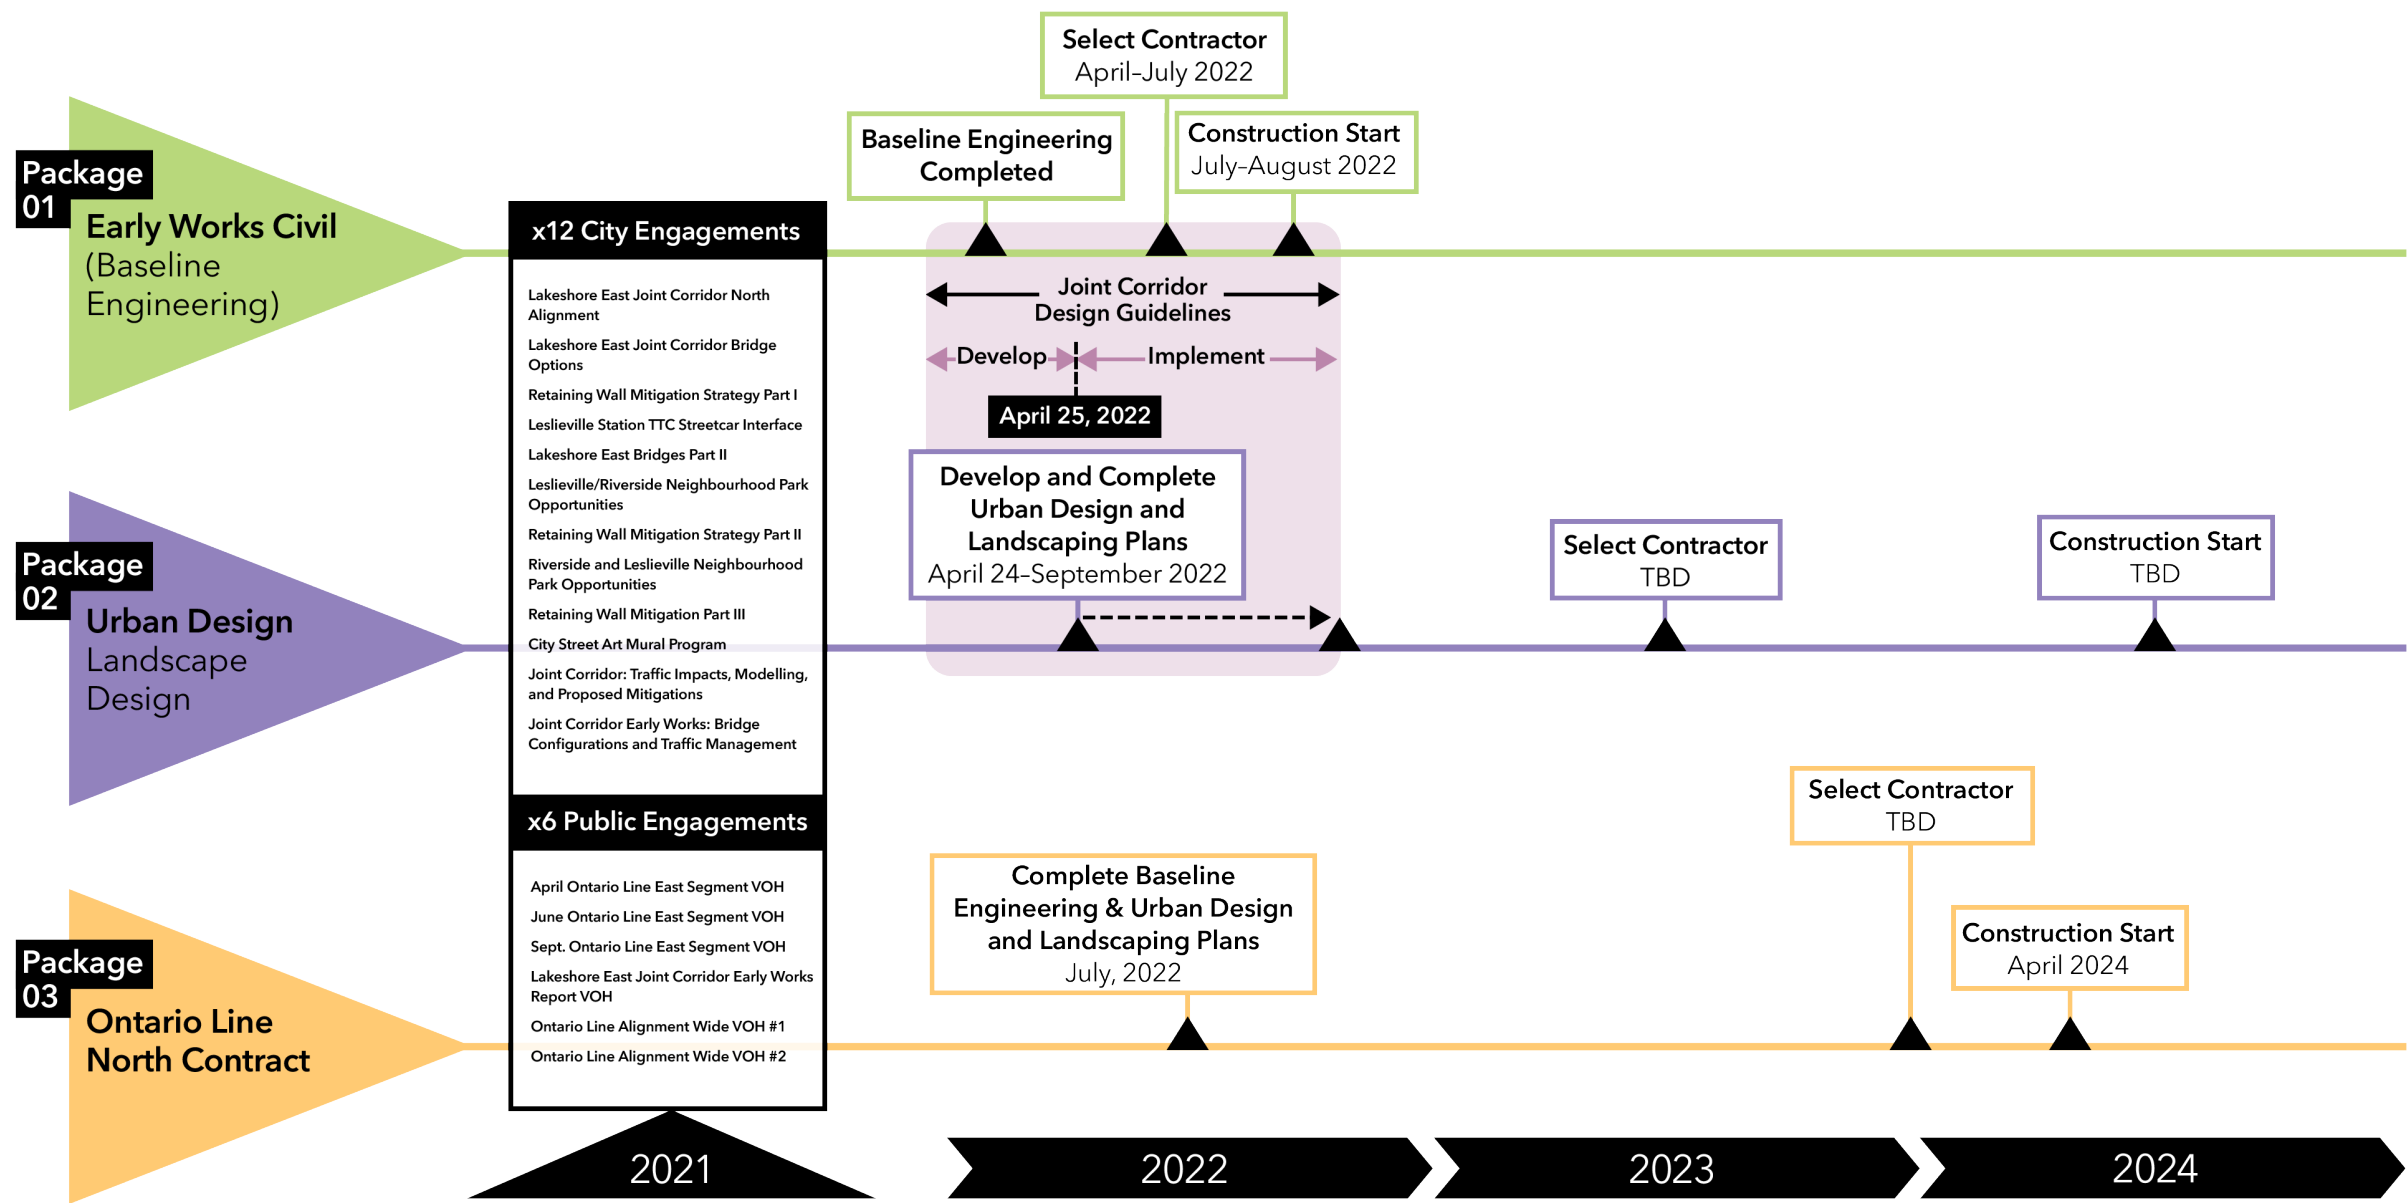 Package
01
Early Works Civil
(Baseline
Engineering)
Baseline Engineering
Completed
Select Contractor
April–July 2022
Construction Start
July–August 2022
Joint Corridor
Design Guidelines
Develop
Implement
April 25, 2022
x12 City Engagements
Lakeshore East Joint Corridor North
Alignment
Lakeshore East Joint Corridor Bridge
Options
Retaining Wall Mitigation Strategy Part I
Leslieville Station TTC Streetcar Interface
Lakeshore East Bridges Part II
Leslieville/Riverside Neighbourhood Park
Opportunities
Retaining Wall Mitigation Strategy Part II
Riverside and Leslieville Neighbourhood
Park Opportunities
Retaining Wall Mitigation Part III
City Street Art Mural Program
Joint Corridor: Traffic Impacts, Modelling,
and Proposed Mitigations
Joint Corridor Early Works: Bridge
Configurations and Traffic Management
x6 Public Engagements
April Ontario Line East Segment VOH
June Ontario Line East Segment VOH
Sept. Ontario Line East Segment VOH
Lakeshore East Joint Corridor Early Works
Report VOH
Ontario Line Alignment Wide VOH #1
Ontario Line Alignment Wide VOH #2
Package
02
Urban Design
Landscape
Design
Develop and Complete
Urban Design and
Landscaping Plans
April 24–September 2022
Select Contractor
TBD
Construction Start
TBD
Package
03
Ontario Line
North Contract
Complete Baseline
Engineering & Urban Design
and Landscaping Plans
July, 2022
Select Contractor
TBD
Construction Start
April 2024
2021
2022
2023
2024